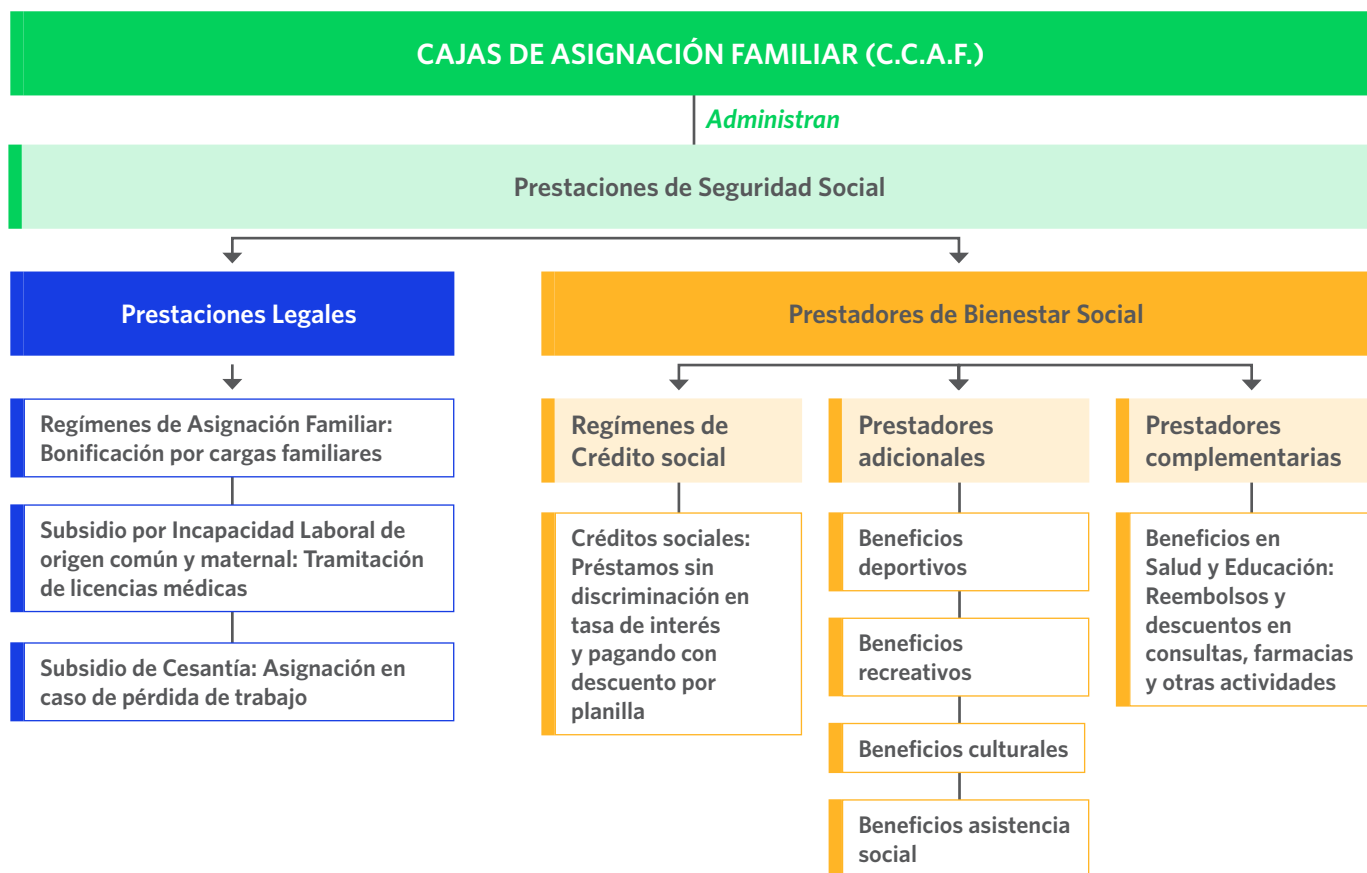 CAJAS DE ASIGNACIÓN FAMILIAR (C.C.A.F.)
Administran
Prestaciones de Seguridad Social
Prestaciones Legales
Regímenes de Asignación Familiar:
Bonificación por cargas familiares
Subsidio por Incapacidad Laboral de
origen común y maternal: Tramitación
de licencias médicas
Subsidio de Cesantía: Asignación en
caso de pérdida de trabajo
Prestadores de Bienestar Social
Regímenes de
Crédito social
Créditos sociales:
Préstamos sin
discriminación en
tasa de interés
y pagando con
descuento por
planilla
Prestadores
adicionales
Beneficios
deportivos
Beneficios
recreativos
Beneficios culturales
Beneficios asistencia
social
Prestadores
complementarias
Beneficios en
Salud y Educación:
Reembolsos y
descuentos en
consultas, farmacias
y otras actividades